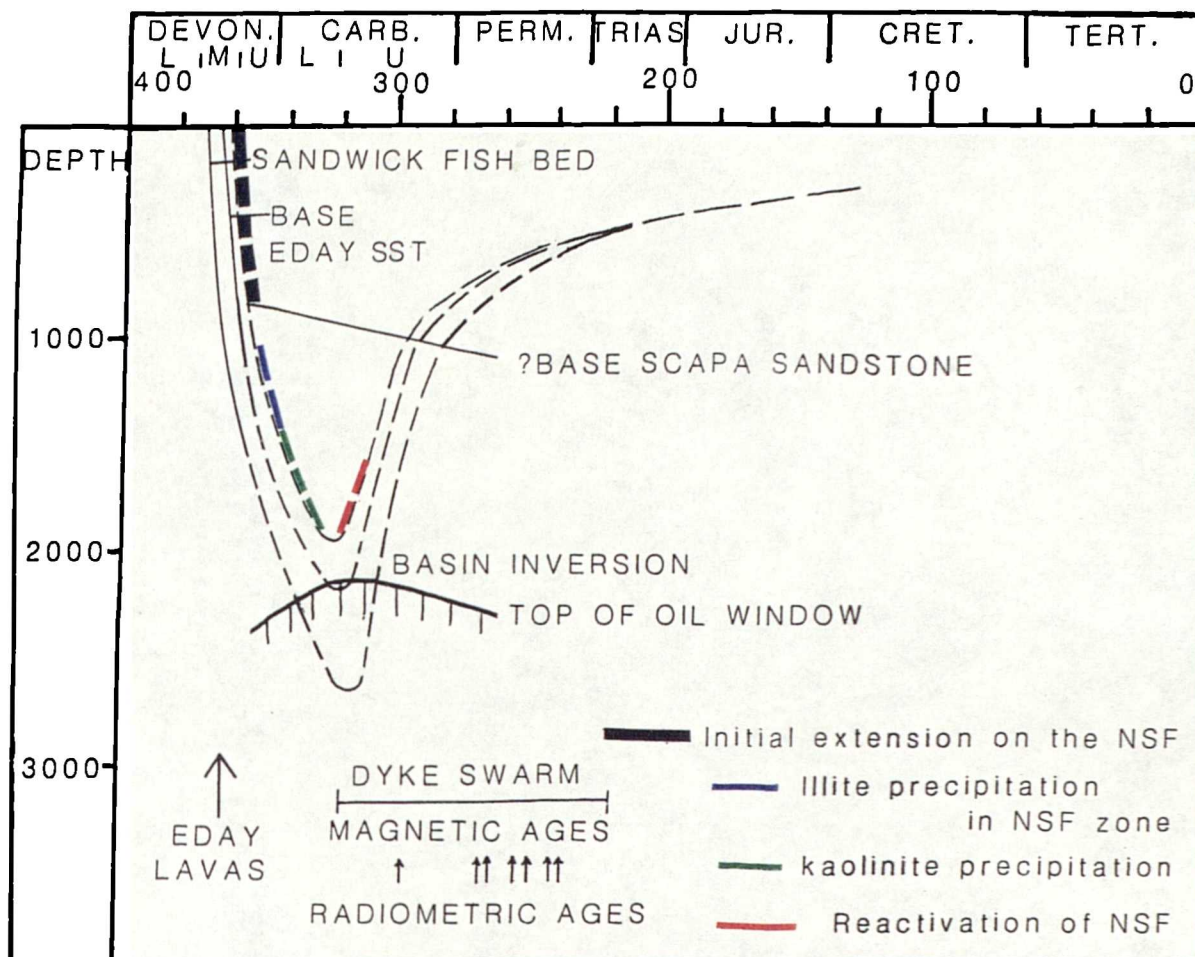 DEVON. CARB. PERM. TRIAS JUR. CRET. TERT.
L M U L U
400 300 200 100 0
DEPTH
SANDWICK FISH BED
BASE
EDAY SST
1000
?BASE SCAPA SANDSTONE
2000
BASIN INVERSION
TOP OF OIL WINDOW
3000
Initial extension on the NSF
Illite precipitation
in NSF zone
kaolinite precipitation
Reactivation of NSF
EDAY
LAVAS
DYKE SWARM
MAGNETIC AGES
RADIOMETRIC AGES